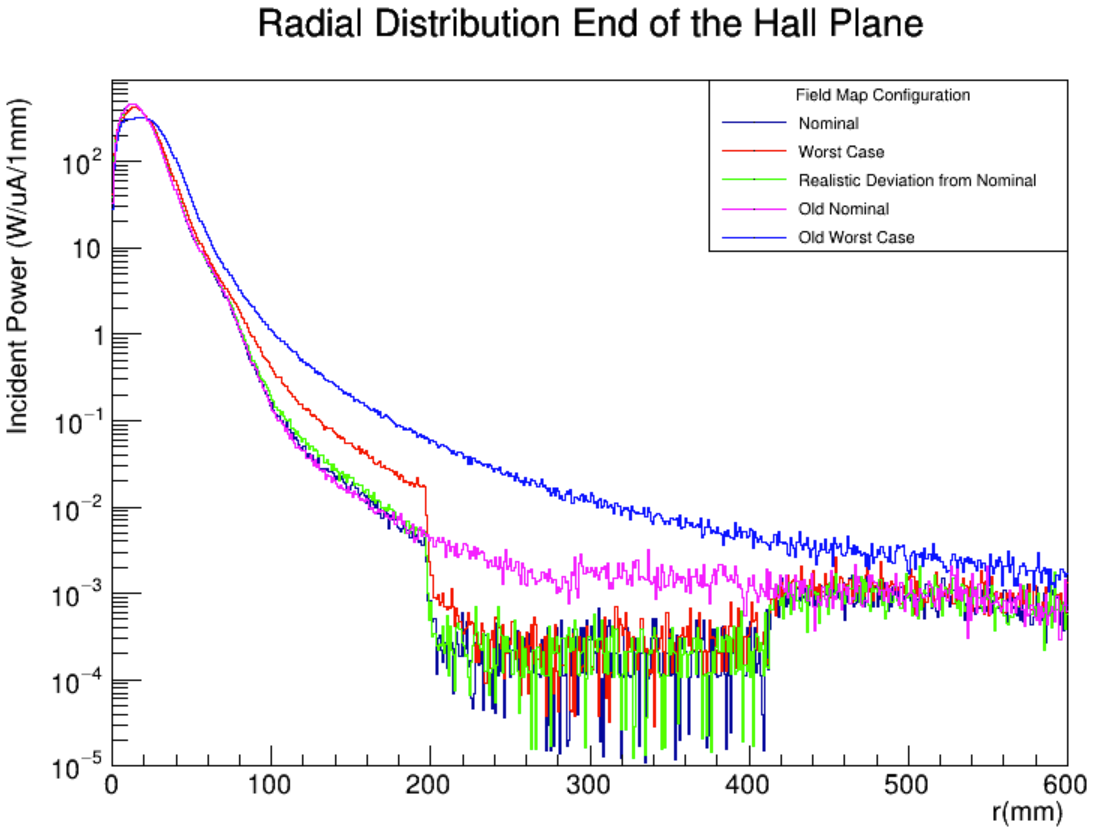 Radial Distribution End of the Hall Plane
Incident Power (W/uA/1mm)
Field Map Configuration
Nominal
Worst Case
Realistic Deviation from Nominal
Old Nominal
Old Worst Case
10²
10
1
10⁻¹
10⁻²
10⁻³
10⁻⁴
10⁻⁵
0 100 200 300 400 500 600
r(mm)